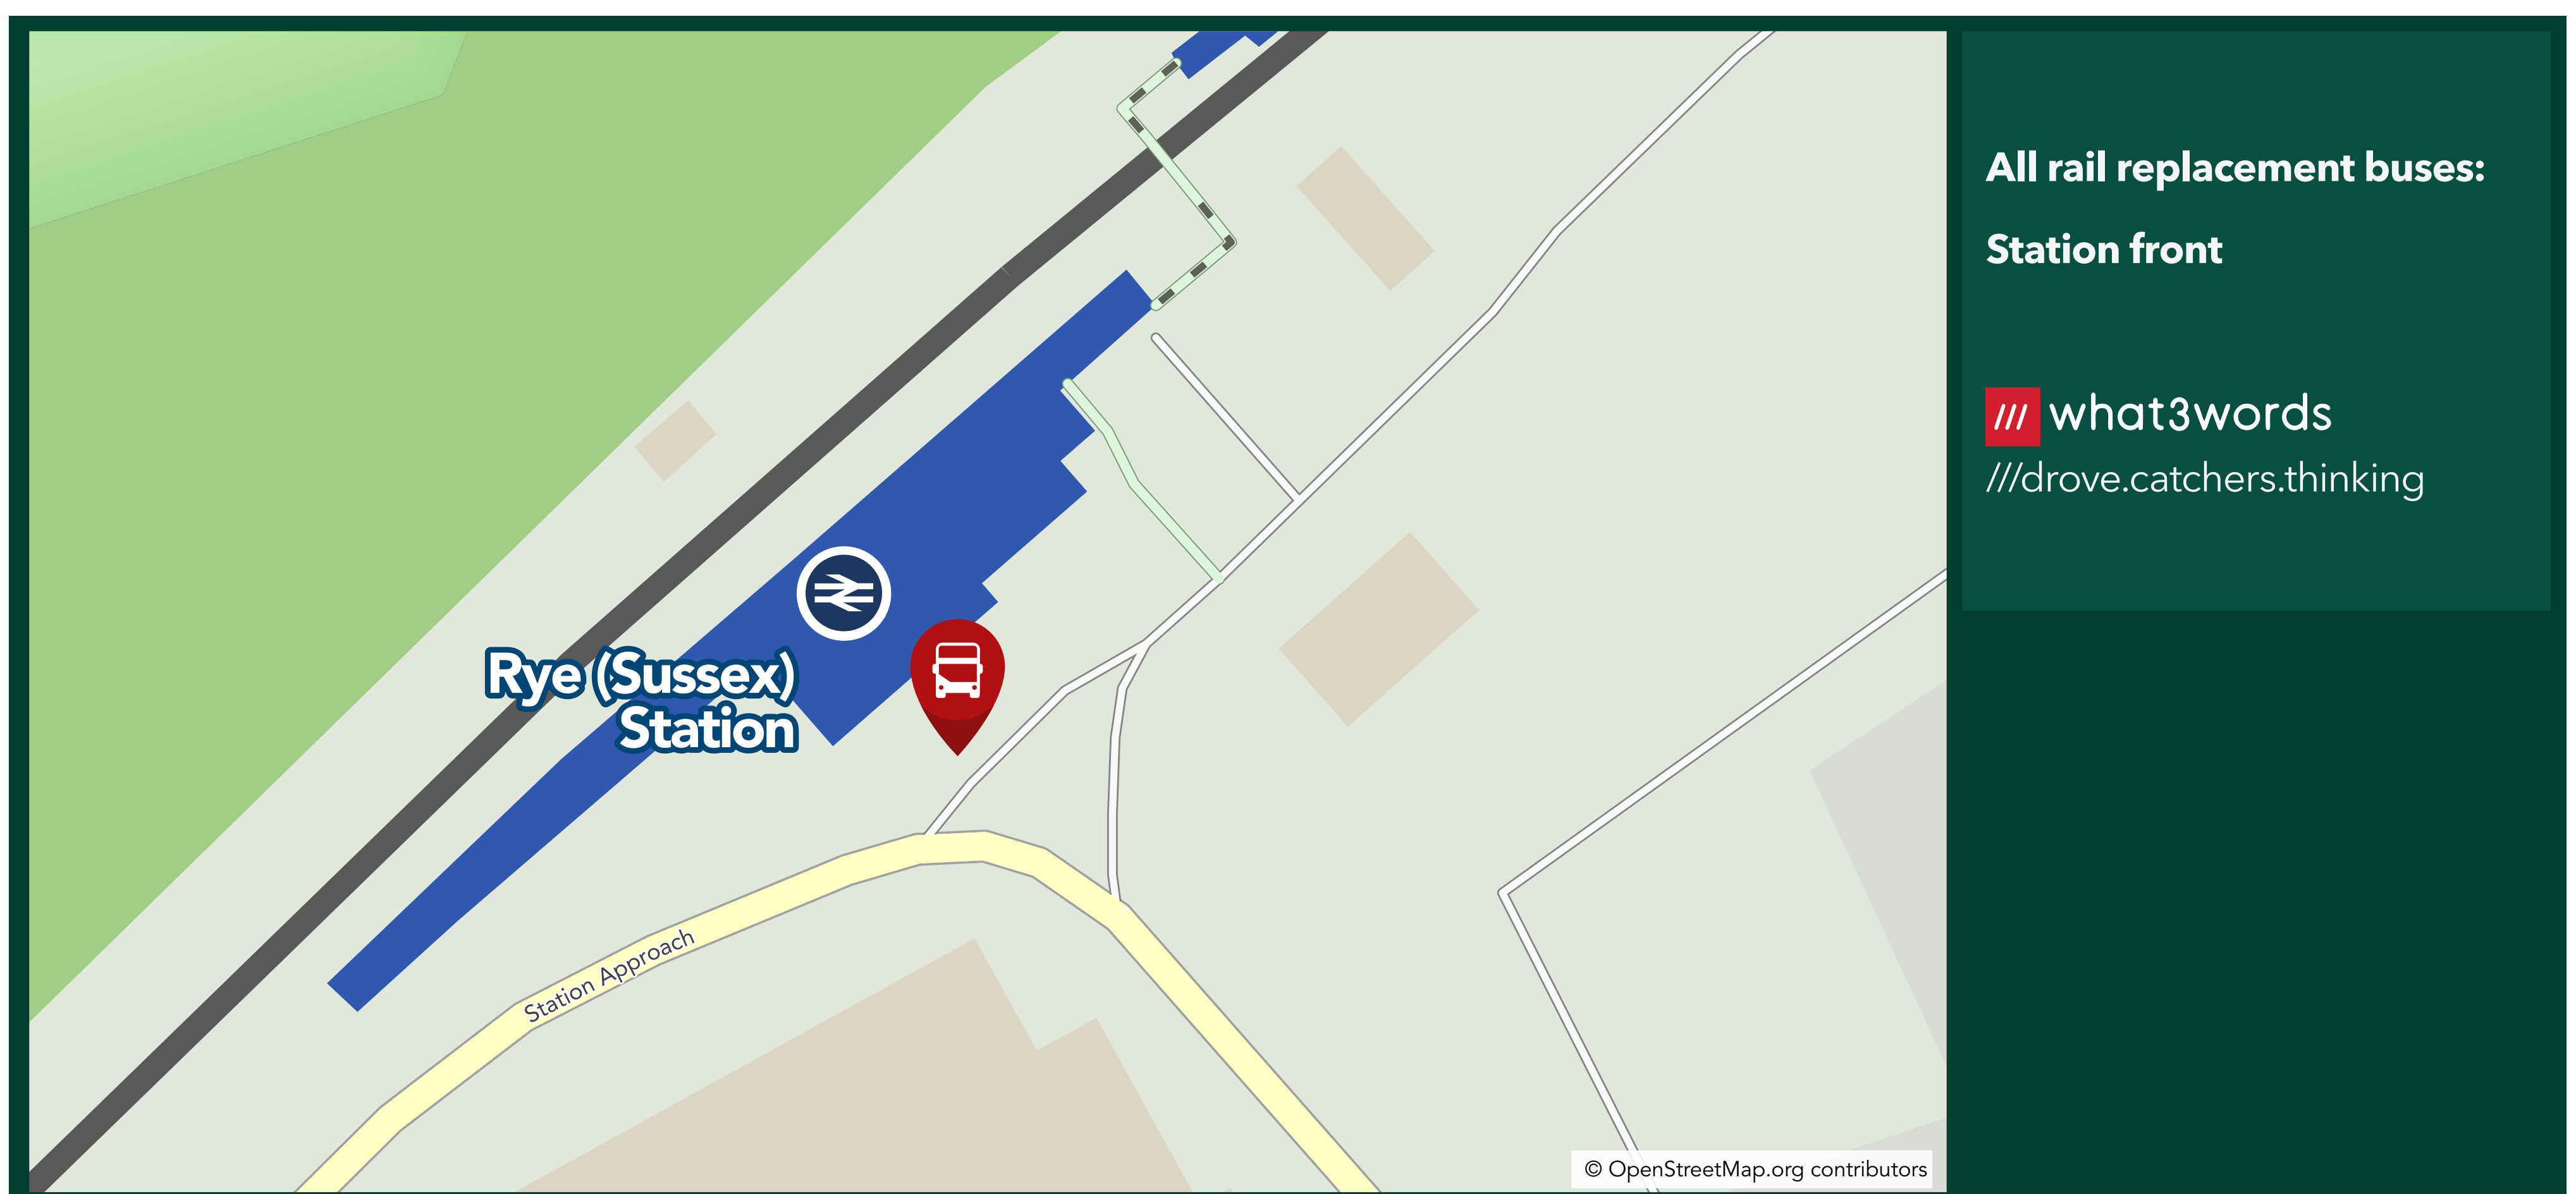 Rye (Sussex)
Station
Station Approach
© OpenStreetMap.org contributors
All rail replacement buses:
Station front
what3words
///drove.catchers.thinking